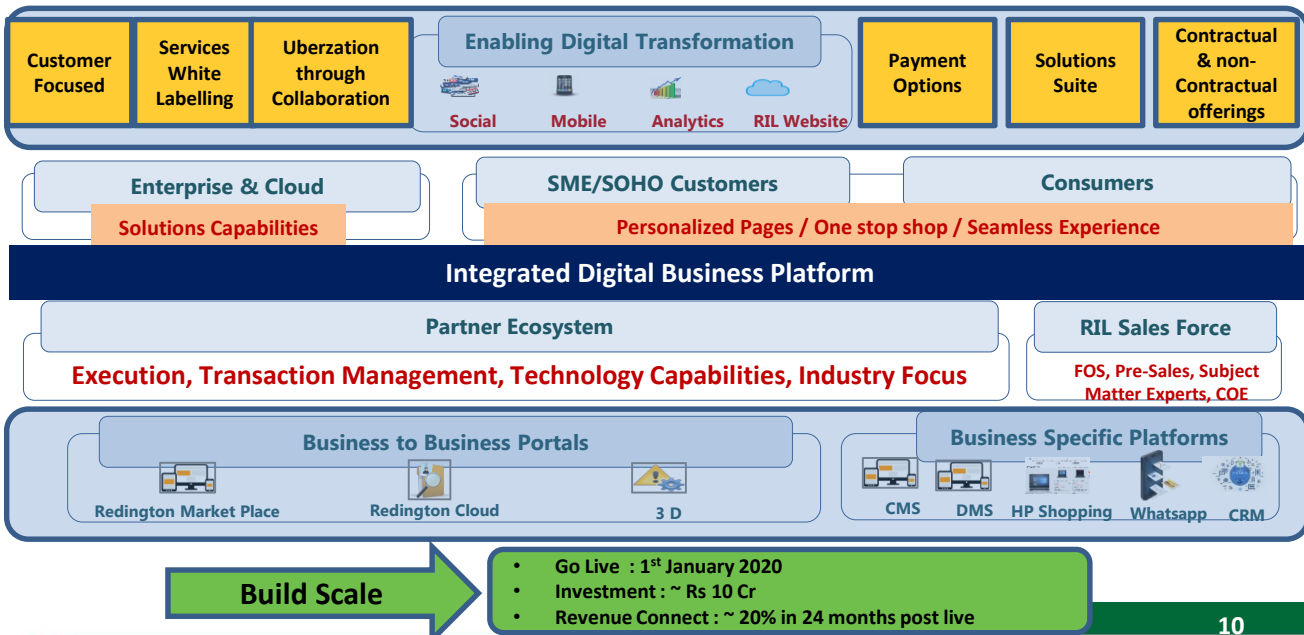 Customer
Focused
Services
White
Labelling
Uberzation
through
Collaboration
Enabling Digital Transformation
Social
Mobile
Analytics
RIL Website
Payment
Options
Solutions
Suite
Contractual
& non-
Contractual
offerings
Enterprise & Cloud
Solutions Capabilities
SME/SOHO Customers
Consumers
Personalized Pages / One stop shop / Seamless Experience
Integrated Digital Business Platform
Partner Ecosystem
Execution, Transaction Management, Technology Capabilities, Industry Focus
RIL Sales Force
FOS, Pre-Sales, Subject
Matter Experts, COE
Business to Business Portals
Redington Market Place
Redington Cloud
3 D
Business Specific Platforms
CMS
DMS
HP Shopping
Whatsapp
CRM
Build Scale
• Go Live : 1st January 2020
• Investment : ~ Rs 10 Cr
• Revenue Connect : ~ 20% in 24 months post live
10